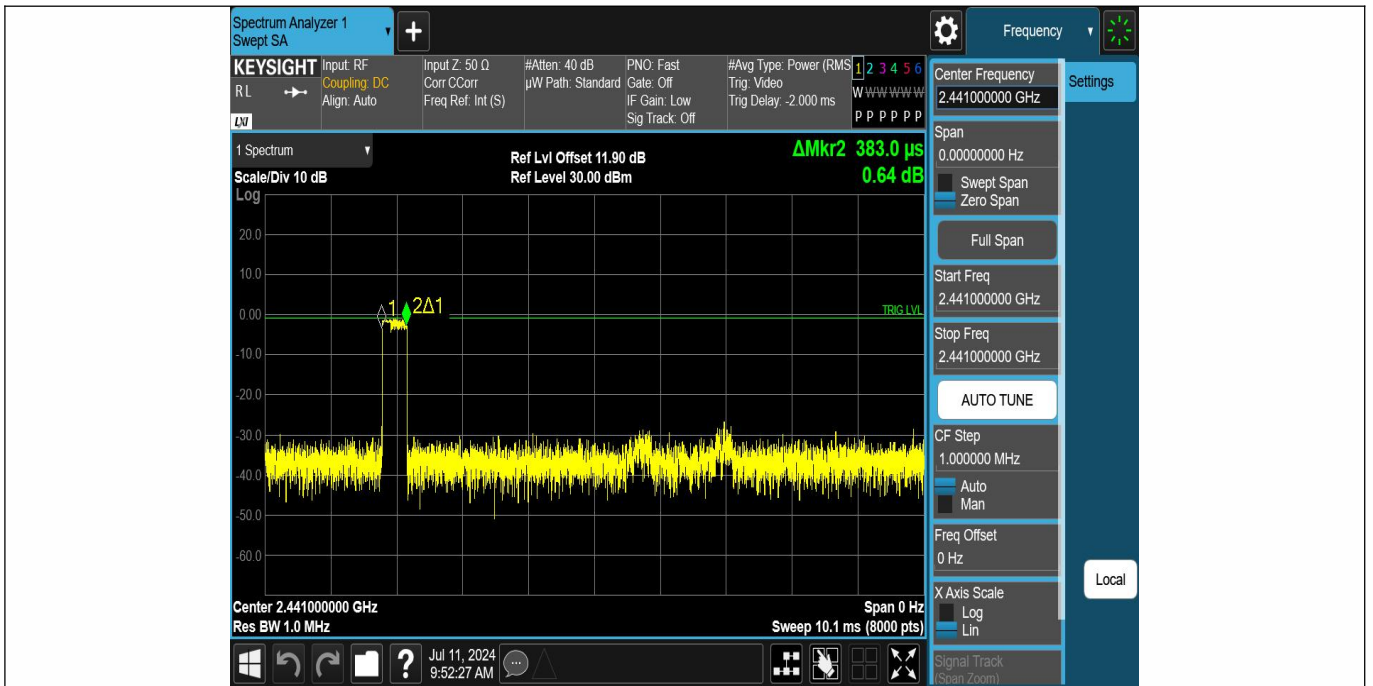 Spectrum Analyzer 1
Swept SA
Frequency
KEYSIGHT
RL
LXI
Input: RF
Coupling: DC
Align: Auto
Input Z: 50 Ω
Corr CCorr
Freq Ref: Int (S)
#Atten: 40 dB
µW Path: Standard
PNO: Fast
Gate: Off
IF Gain: Low
Sig Track: Off
#Avg Type: Power (RMS
Trig: Video
Trig Delay: -2.000 ms
1 2 3 4 5 6
W W W W W W
P P P P P P
1 Spectrum
Scale/Div 10 dB
Log
Ref Lvl Offset 11.90 dB
Ref Level 30.00 dBm
ΔMkr2 383.0 µs
0.64 dB
20.0
10.0
0.00
-10.0
-20.0
-30.0
-40.0
-50.0
-60.0
1
2Δ1
TRIG LVL
Center 2.441000000 GHz
Res BW 1.0 MHz
Span 0 Hz
Sweep 10.1 ms (8000 pts)
Center Frequency
2.441000000 GHz
Settings
Span
0.00000000 Hz
Swept Span
Zero Span
Full Span
Start Freq
2.441000000 GHz
Stop Freq
2.441000000 GHz
AUTO TUNE
CF Step
1.000000 MHz
Auto
Man
Freq Offset
0 Hz
X Axis Scale
Log
Lin
Signal Track
(Span Zoom)
Local
?
Jul 11, 2024
9:52:27 AM